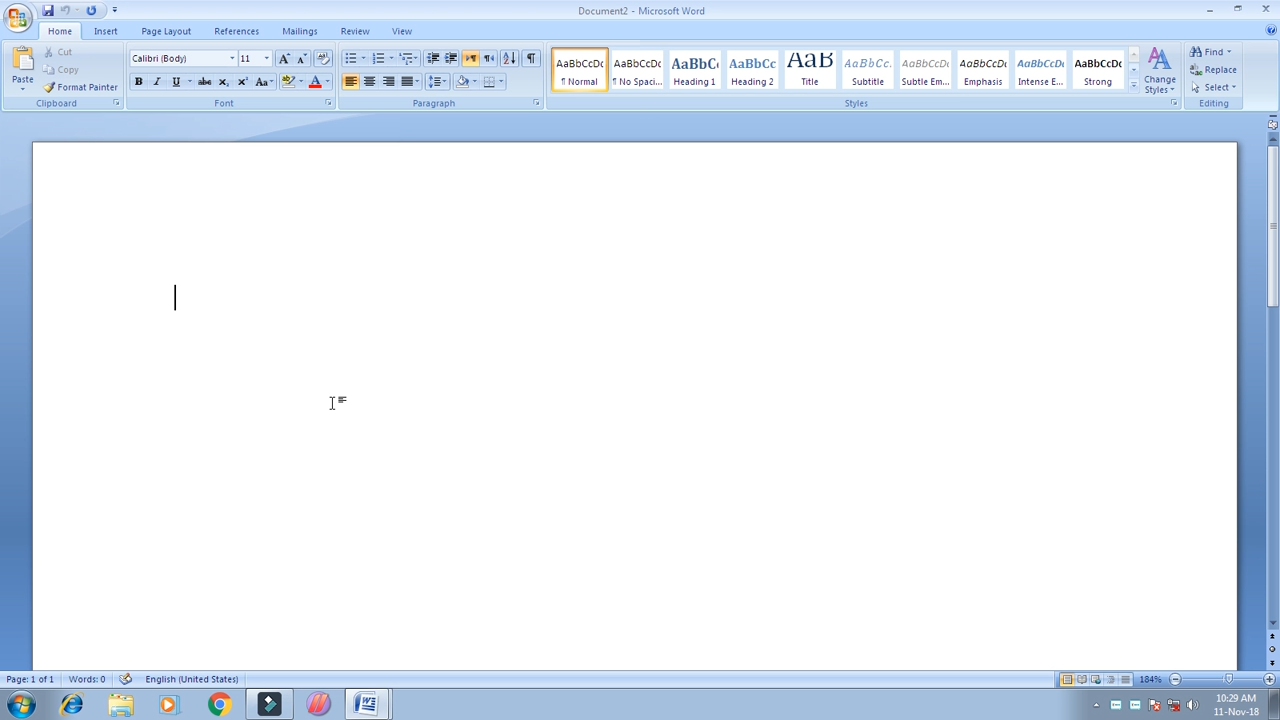 Document2 - Microsoft Word
Home Insert Page Layout References Mailings Review View
Paste
Cut
Copy
Format Painter
Clipboard
Calibri (Body) 11
Font
Paragraph
AaBbCcDc AaBbCcDc AaBbC AaBbCc AaB AaBbCc. AaBbCcDc AaBbCcDc AaBbCcDc AaBbCcDc
¶ Normal ¶ No Spaci... Heading 1 Heading 2 Title Subtitle Subtle Em... Emphasis Intense E... Strong
Change Styles
Styles
Find
Replace
Select
Editing
Page: 1 of 1 Words: 0 English (United States) 184%
10:29 AM
11-Nov-18